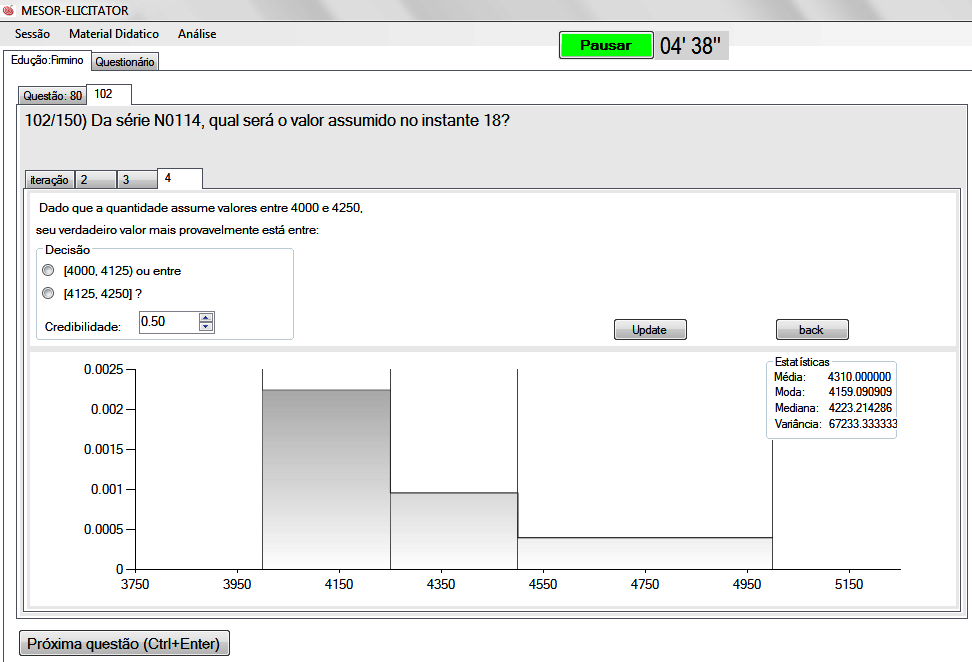 MESOR-ELICITATOR
Sessão Material Didatico Análise
Pausar 04' 38"
Edução:Firmino Questionário
Questão: 80 102
102/150) Da série N0114, qual será o valor assumido no instante 18?
iteração 2 3 4
Dado que a quantidade assume valores entre 4000 e 4250,
seu verdadeiro valor mais provavelmente está entre:
Decisão
[4000, 4125) ou entre
[4125, 4250] ?
Credibilidade: 0.50
Update back
Estatísticas
Média: 4310.000000
Moda: 4159.090909
Mediana: 4223.214286
Variância: 67233.333333
0.0025
0.002
0.0015
0.001
0.0005
0
3750 3950 4150 4350 4550 4750 4950 5150
Próxima questão (Ctrl+Enter)